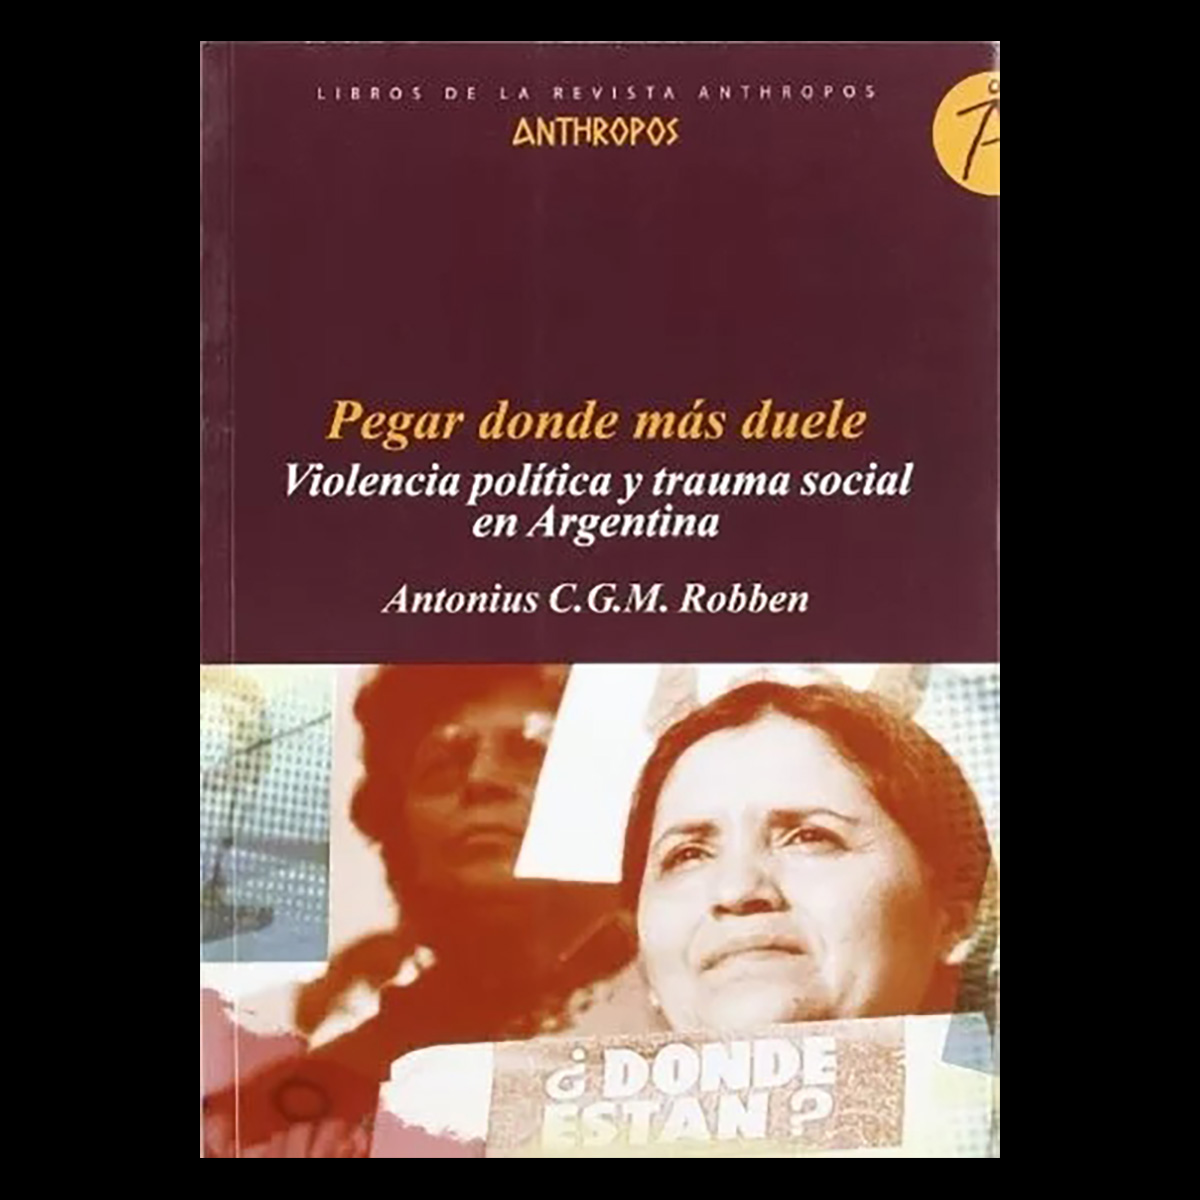 LIBROS DE LA REVISTA ANTHROPOS
ANTHROPOS
Pegar donde más duele
Violencia política y trauma social
en Argentina
Antonius C.G.M. Robben
¿DONDE
ESTAN?